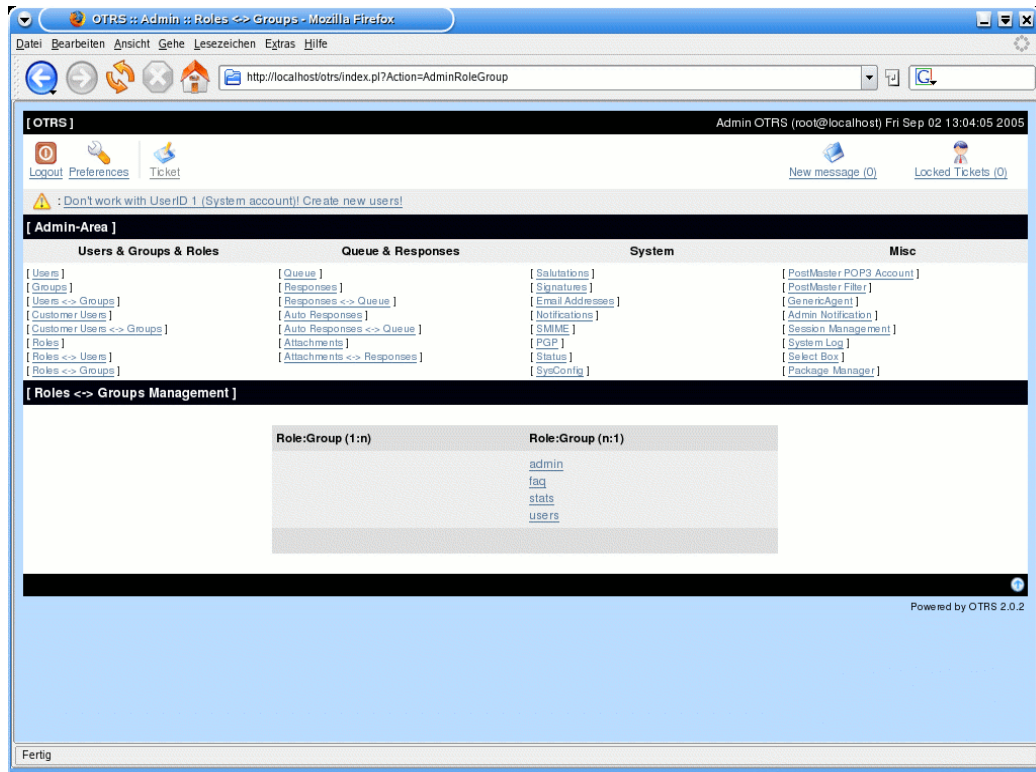 OTRS :: Admin :: Roles <-> Groups - Mozilla Firefox
Datei Bearbeiten Ansicht Gehe Lesezeichen Extras Hilfe
http://localhost/otrs/index.pl?Action=AdminRoleGroup
G
[ OTRS ] Admin OTRS (root@localhost) Fri Sep 02 13:04:05 2005
Logout Preferences Ticket New message (0) Locked Tickets (0)
: Don't work with UserID 1 (System account)! Create new users!
[ Admin-Area ]
Users & Groups & Roles Queue & Responses System Misc
[ Users ] [ Queue ] [ Salutations ] [ PostMaster POP3 Account ]
[ Groups ] [ Responses ] [ Signatures ] [ PostMaster Filter ]
[ Users <-> Groups ] [ Responses <-> Queue ] [ Email Addresses ] [ GenericAgent ]
[ Customer Users ] [ Auto Responses ] [ Notifications ] [ Admin Notification ]
[ Customer Users <-> Groups ] [ Auto Responses <-> Queue ] [ SMIME ] [ Session Management ]
[ Roles ] [ Attachments ] [ PGP ] [ System Log ]
[ Roles <-> Users ] [ Attachments <-> Responses ] [ Status ] [ Select Box ]
[ Roles <-> Groups ] [ SysConfig ] [ Package Manager ]
[ Roles <-> Groups Management ]
Role:Group (1:n) Role:Group (n:1)
admin
faq
stats
users
Powered by OTRS 2.0.2
Fertig